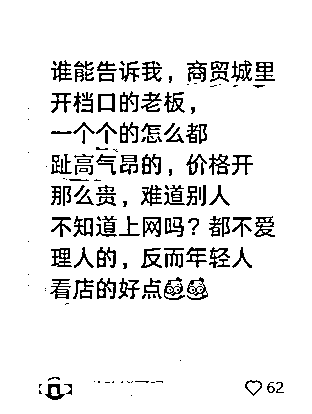 谁能告诉我，商贸城里
开档口的老板，
一个个的怎么都
趾高气昂的，价格开
那么贵，难道别人
不知道上网吗？都不爱
理人的，反而年轻人
看店的好点
62